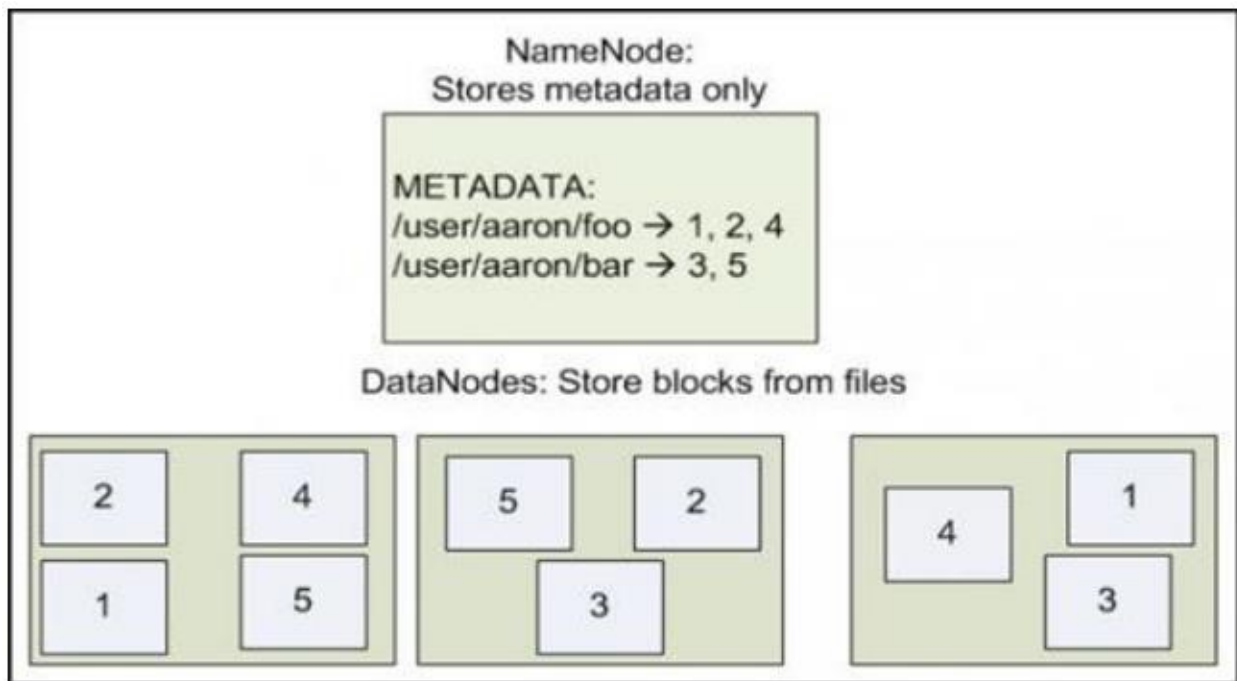 NameNode:
Stores metadata only
METADATA:
/user/aaron/foo → 1, 2, 4
/user/aaron/bar → 3, 5
DataNodes: Store blocks from files
2 4
1 5
5 2
3
1
4
3